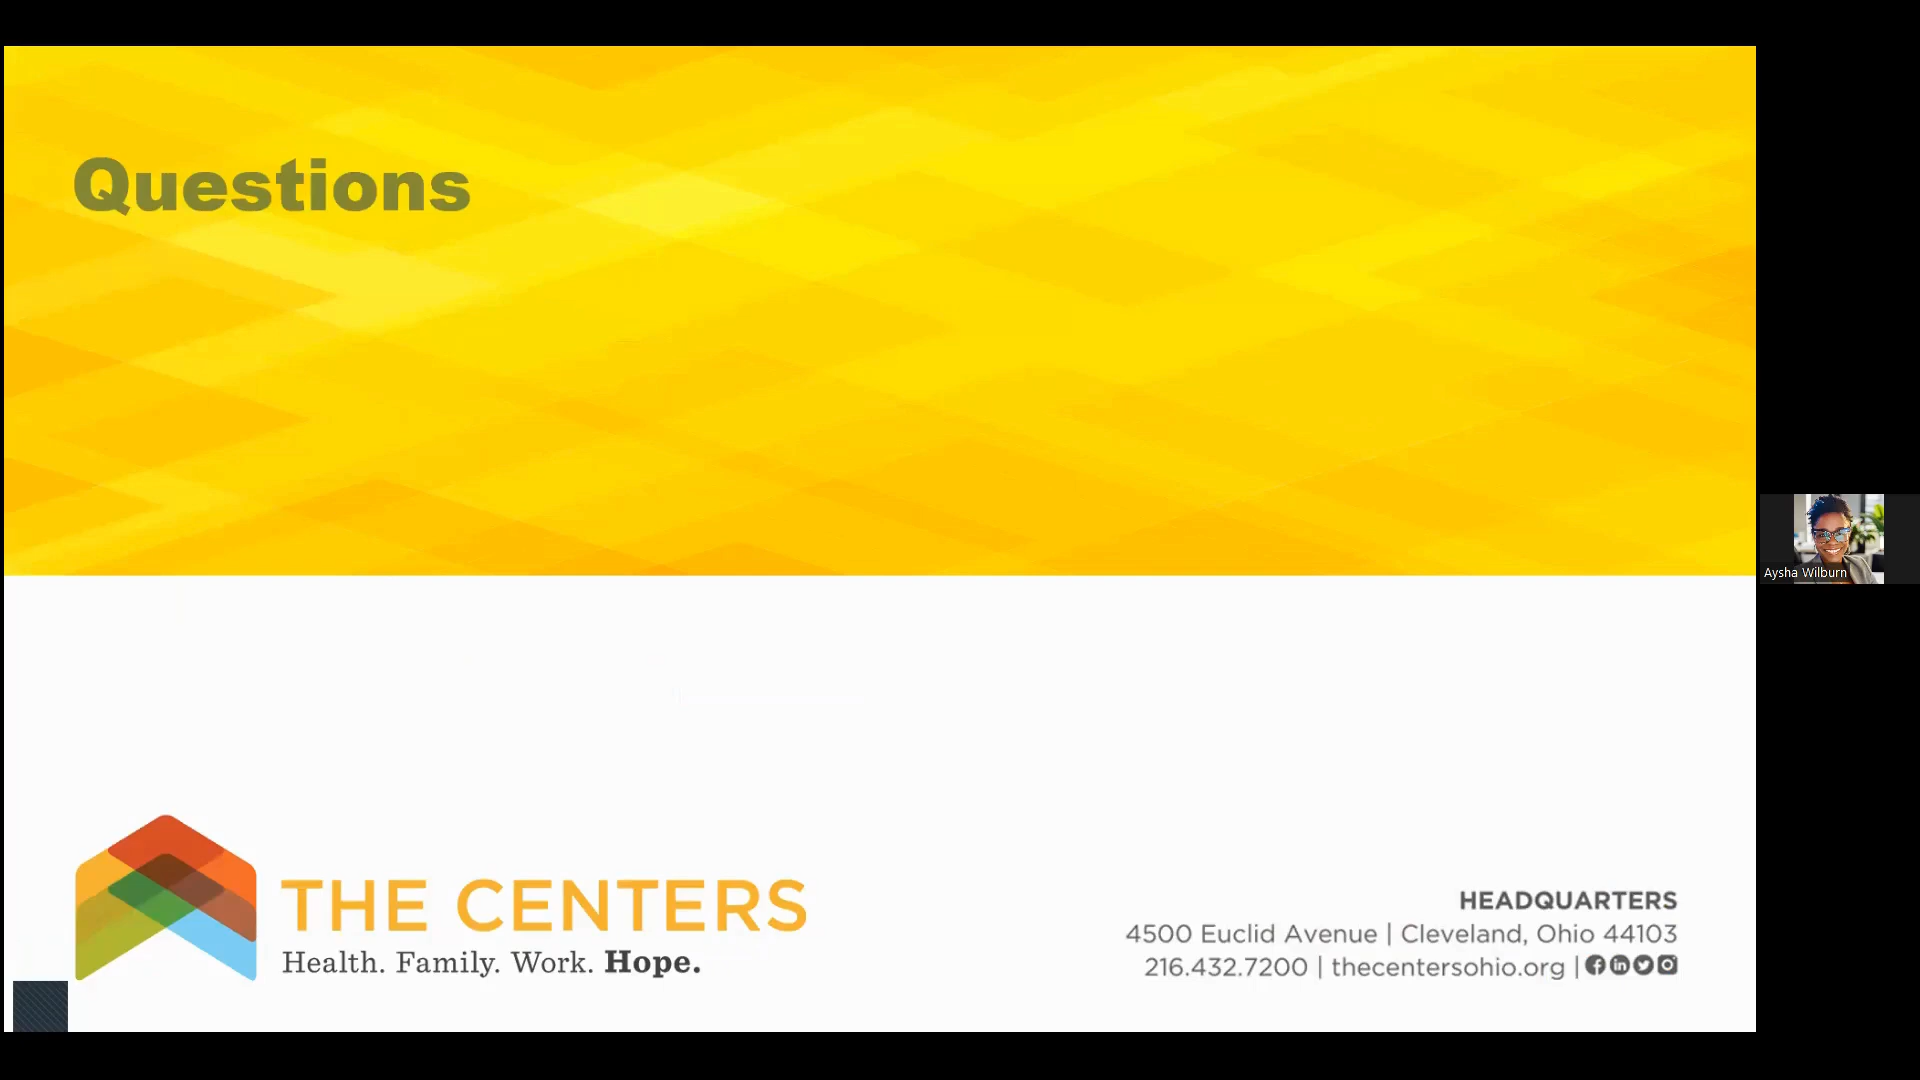 Questions
Aysha Wilburn
THE CENTERS
Health. Family. Work. Hope.
HEADQUARTERS
4500 Euclid Avenue | Cleveland, Ohio 44103
216.432.7200 | thecentersohio.org |